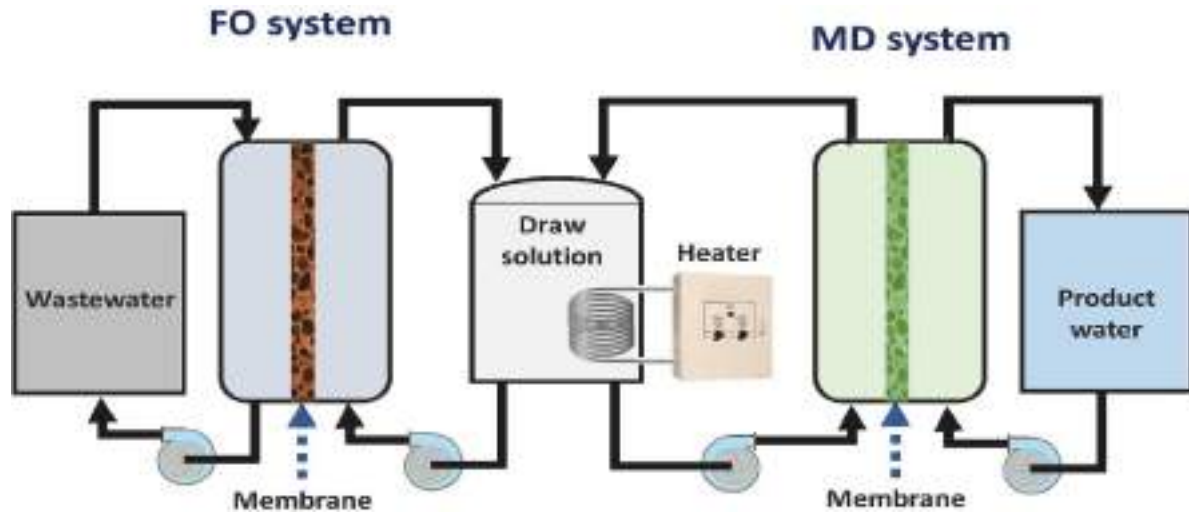 FO system
MD system
Draw
solution
Heater
Wastewater
Product
water
Membrane
Membrane